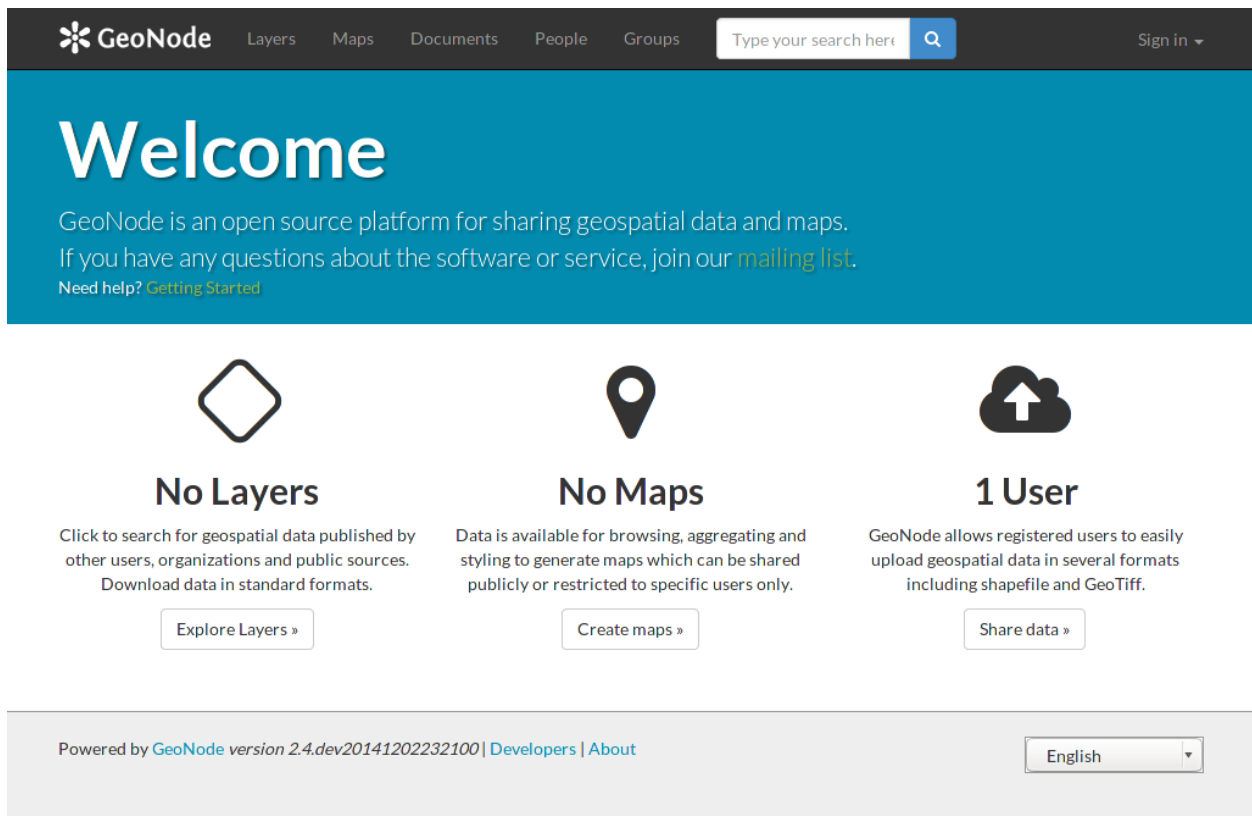 GeoNode Layers Maps Documents People Groups Type your search here Sign in
Welcome
GeoNode is an open source platform for sharing geospatial data and maps.
If you have any questions about the software or service, join our mailing list.
Need help? Getting Started
No Layers
Click to search for geospatial data published by
other users, organizations and public sources.
Download data in standard formats.
Explore Layers »
No Maps
Data is available for browsing, aggregating and
styling to generate maps which can be shared
publicly or restricted to specific users only.
Create maps »
1 User
GeoNode allows registered users to easily
upload geospatial data in several formats
including shapefile and GeoTiff.
Share data »
Powered by GeoNode version 2.4.dev20141202232100 | Developers | About
English